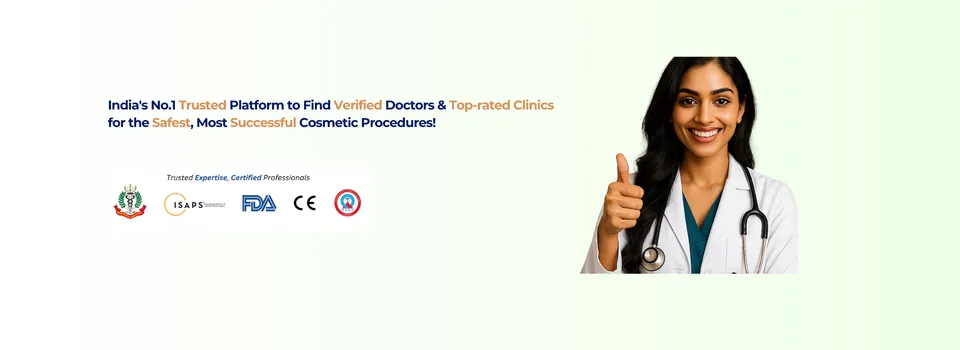 India's No.1 Trusted Platform to Find Verified Doctors & Top-rated Clinics
for the Safest, Most Successful Cosmetic Procedures!
Trusted Expertise, Certified Professionals
ISAPS
FDA
CE